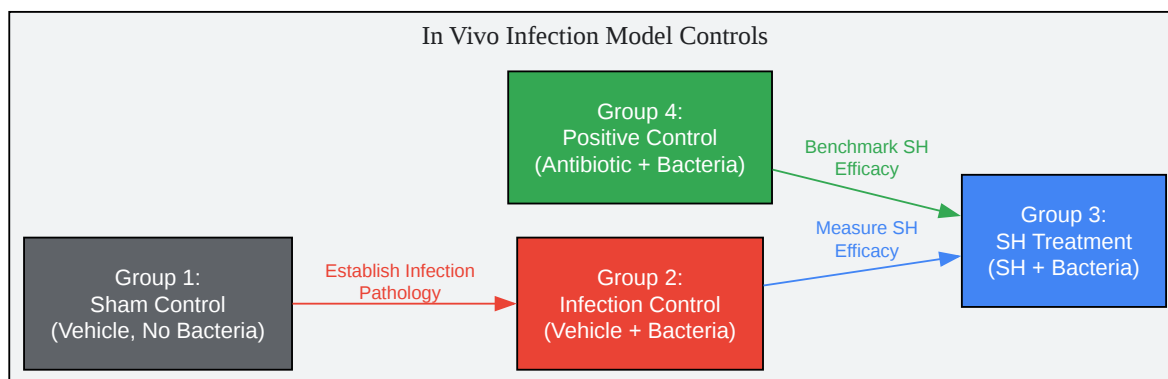 In Vivo Infection Model Controls
Group 4:
Positive Control
(Antibiotic + Bacteria)
Benchmark SH
Efficacy
Group 3:
SH Treatment
(SH + Bacteria)
Measure SH
Efficacy
Group 1:
Sham Control
(Vehicle, No Bacteria)
Establish Infection
Pathology
Group 2:
Infection Control
(Vehicle + Bacteria)